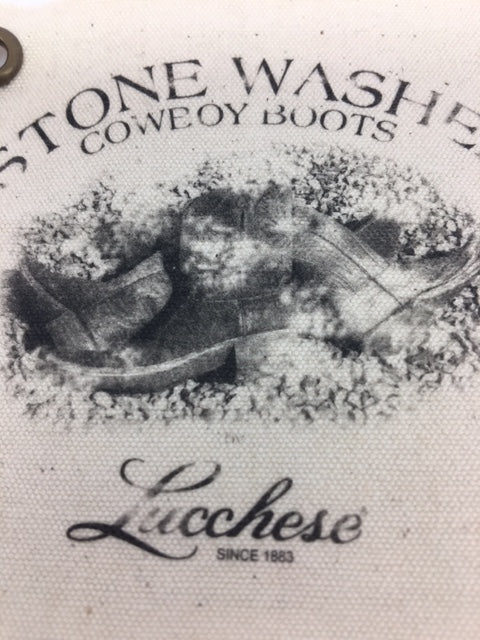 STONE WASHE
COWBOY BOOTS
by
Lucchese
SINCE 1883